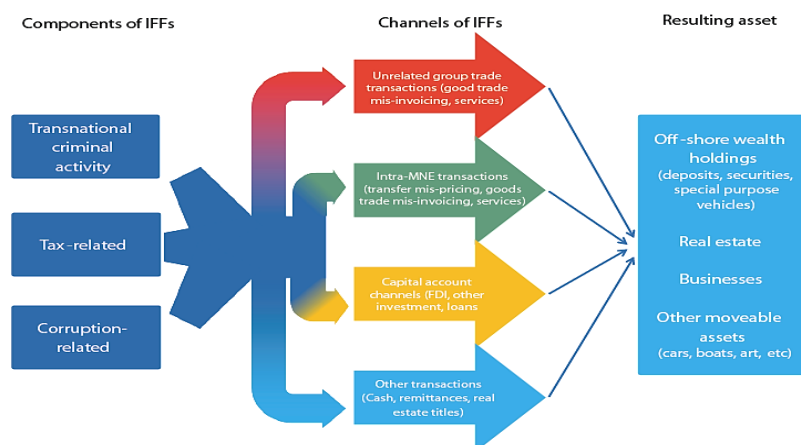 Components of IFFs
Channels of IFFs
Resulting asset
Transnational
criminal
activity
Tax-related
Corruption-
related
Unrelated group trade
transactions (good trade
mis-invoicing, services)
Intra-MNE transactions
(transfer mis-pricing, goods
trade mis-invoicing, services)
Capital account
channels (FDI, other
investment, loans
Other transactions
(Cash, remittances, real
estate titles)
Off-shore wealth
holdings
(deposits, securities,
special purpose
vehicles)
Real estate
Businesses
Other moveable
assets
(cars, boats, art, etc)